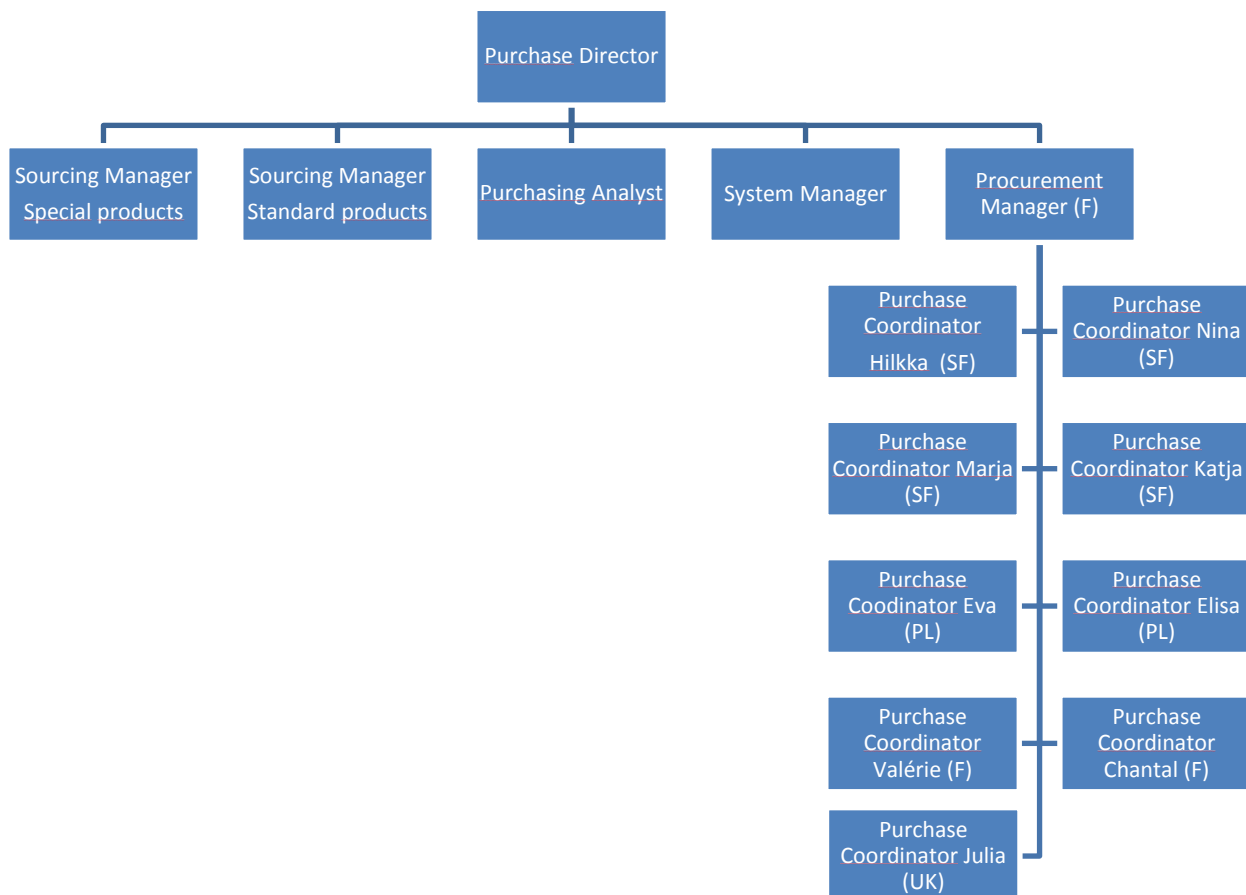 Purchase Director
Sourcing Manager
Special products
Sourcing Manager
Standard products
Purchasing Analyst
System Manager
Procurement
Manager (F)
Purchase
Coordinator
Hilkka (SF)
Purchase
Coordinator Nina
(SF)
Purchase
Coordinator Marja
(SF)
Purchase
Coordinator Katja
(SF)
Purchase
Coodinator Eva
(PL)
Purchase
Coordinator Elisa
(PL)
Purchase
Coordinator
Valérie (F)
Purchase
Coordinator
Chantal (F)
Purchase
Coordinator Julia
(UK)